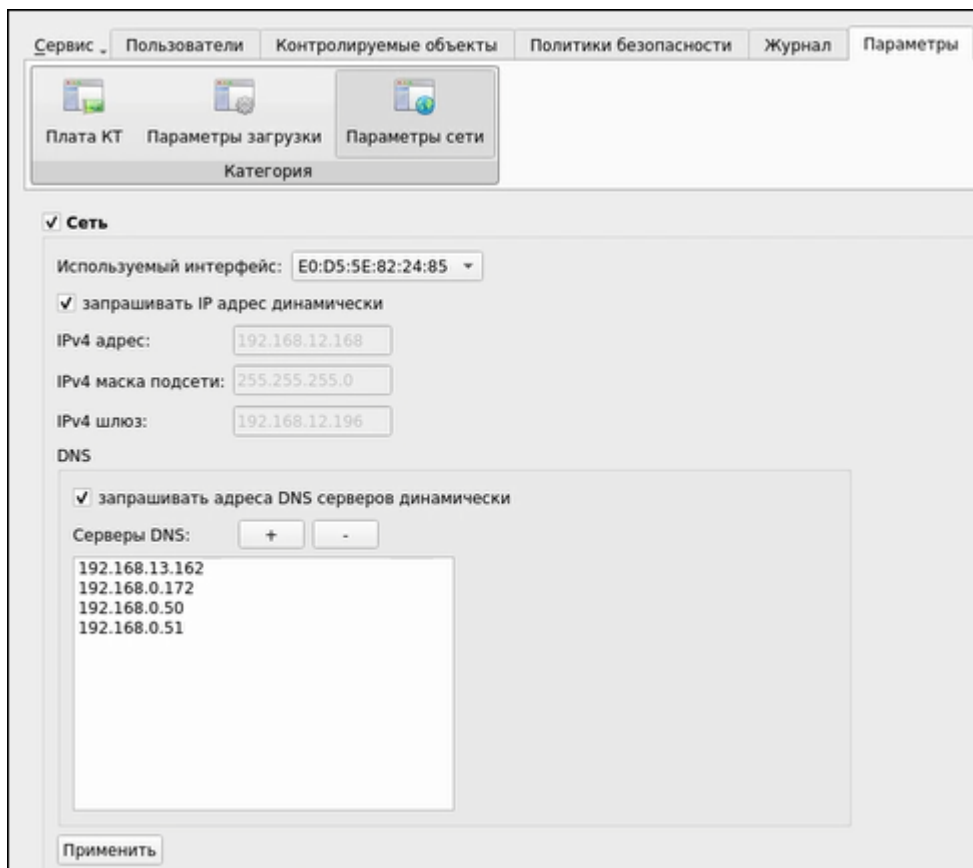 Сервис Пользователи Контролируемые объекты Политики безопасности Журнал Параметры
Плата КТ Параметры загрузки Параметры сети
Категория
Сеть
Используемый интерфейс: E0:D5:5E:82:24:85
запрашивать IP адрес динамически
IPv4 адрес: 192.168.12.168
IPv4 маска подсети: 255.255.255.0
IPv4 шлюз: 192.168.12.196
DNS
запрашивать адреса DNS серверов динамически
Серверы DNS: + -
192.168.13.162
192.168.0.172
192.168.0.50
192.168.0.51
Применить